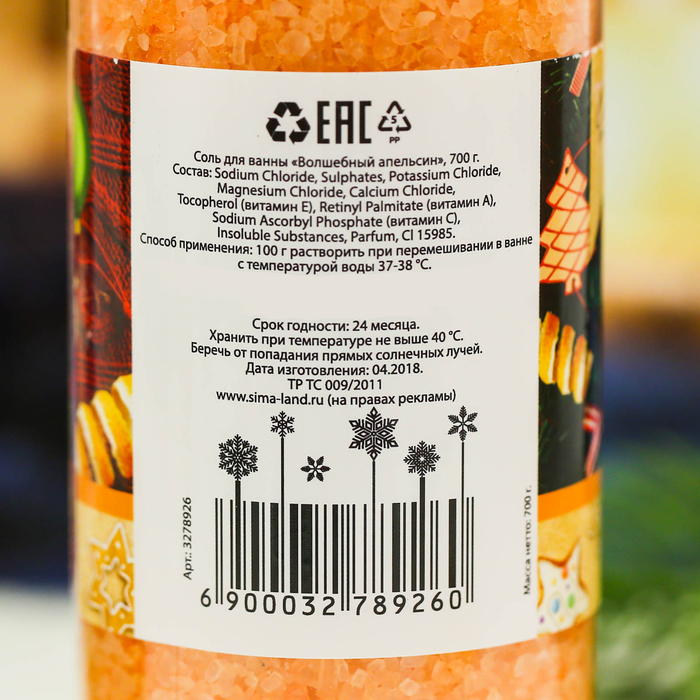 EAC
5
PP
Соль для ванны «Волшебный апельсин», 700 г.
Состав: Sodium Chloride, Sulphates, Potassium Chloride,
Magnesium Chloride, Calcium Chloride,
Tocopherol (витамин Е), Retinyl Palmitate (витамин А),
Sodium Ascorbyl Phosphate (витамин С),
Insoluble Substances, Parfum, Cl 15985.
Способ применения: 100 г растворить при перемешивании в ванне
с температурой воды 37-38 °С.
Срок годности: 24 месяца.
Хранить при температуре не выше 40 °С.
Беречь от попадания прямых солнечных лучей.
Дата изготовления: 04.2018.
ТР ТС 009/2011
www.sima-land.ru (на правах рекламы)
Арт.: 3278926
Масса нетто: 700 г.
6 900032 789260